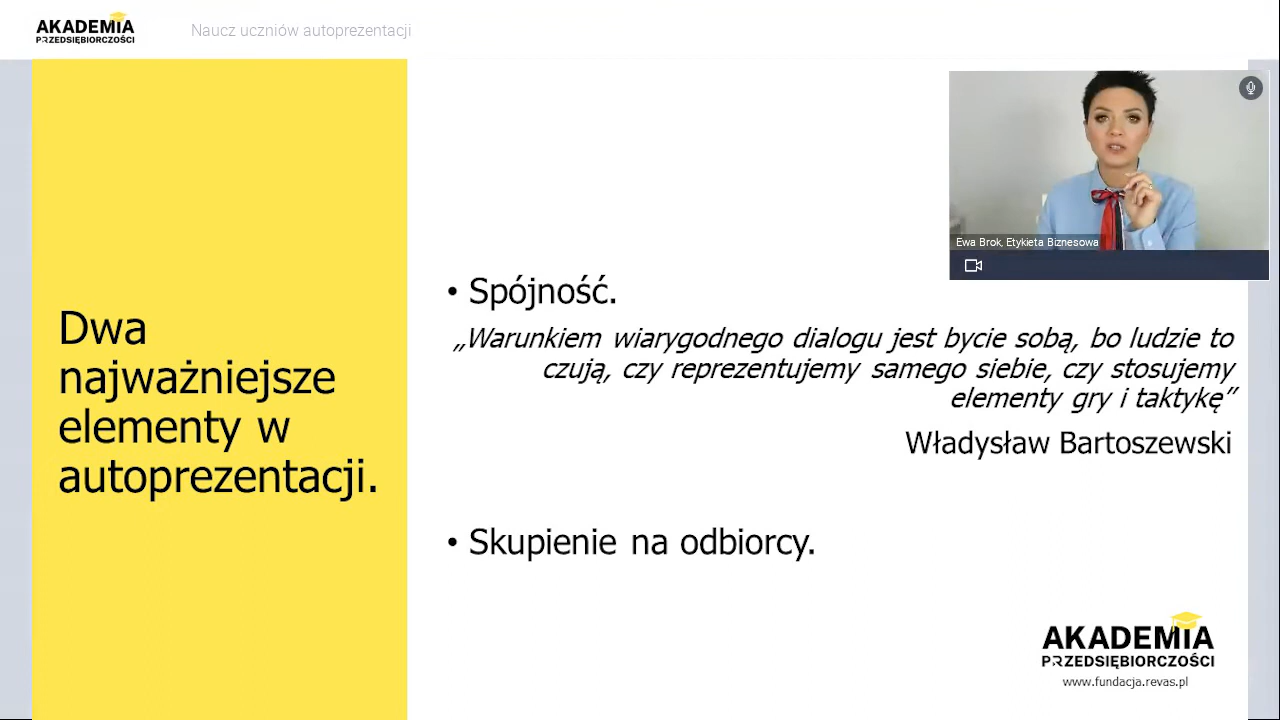 AKADEMIA
PRZEDSIĘBIORCZOŚCI
Naucz uczniów autoprezentacji
Ewa Brok, Etykieta Biznesowa
Dwa
najważniejsze
elementy w
autoprezentacji.
• Spójność.
„Warunkiem wiarygodnego dialogu jest bycie sobą, bo ludzie to
czują, czy reprezentujemy samego siebie, czy stosujemy
elementy gry i taktykę”
Władysław Bartoszewski
• Skupienie na odbiorcy.
AKADEMIA
PRZEDSIĘBIORCZOŚCI
www.fundacja.revas.pl